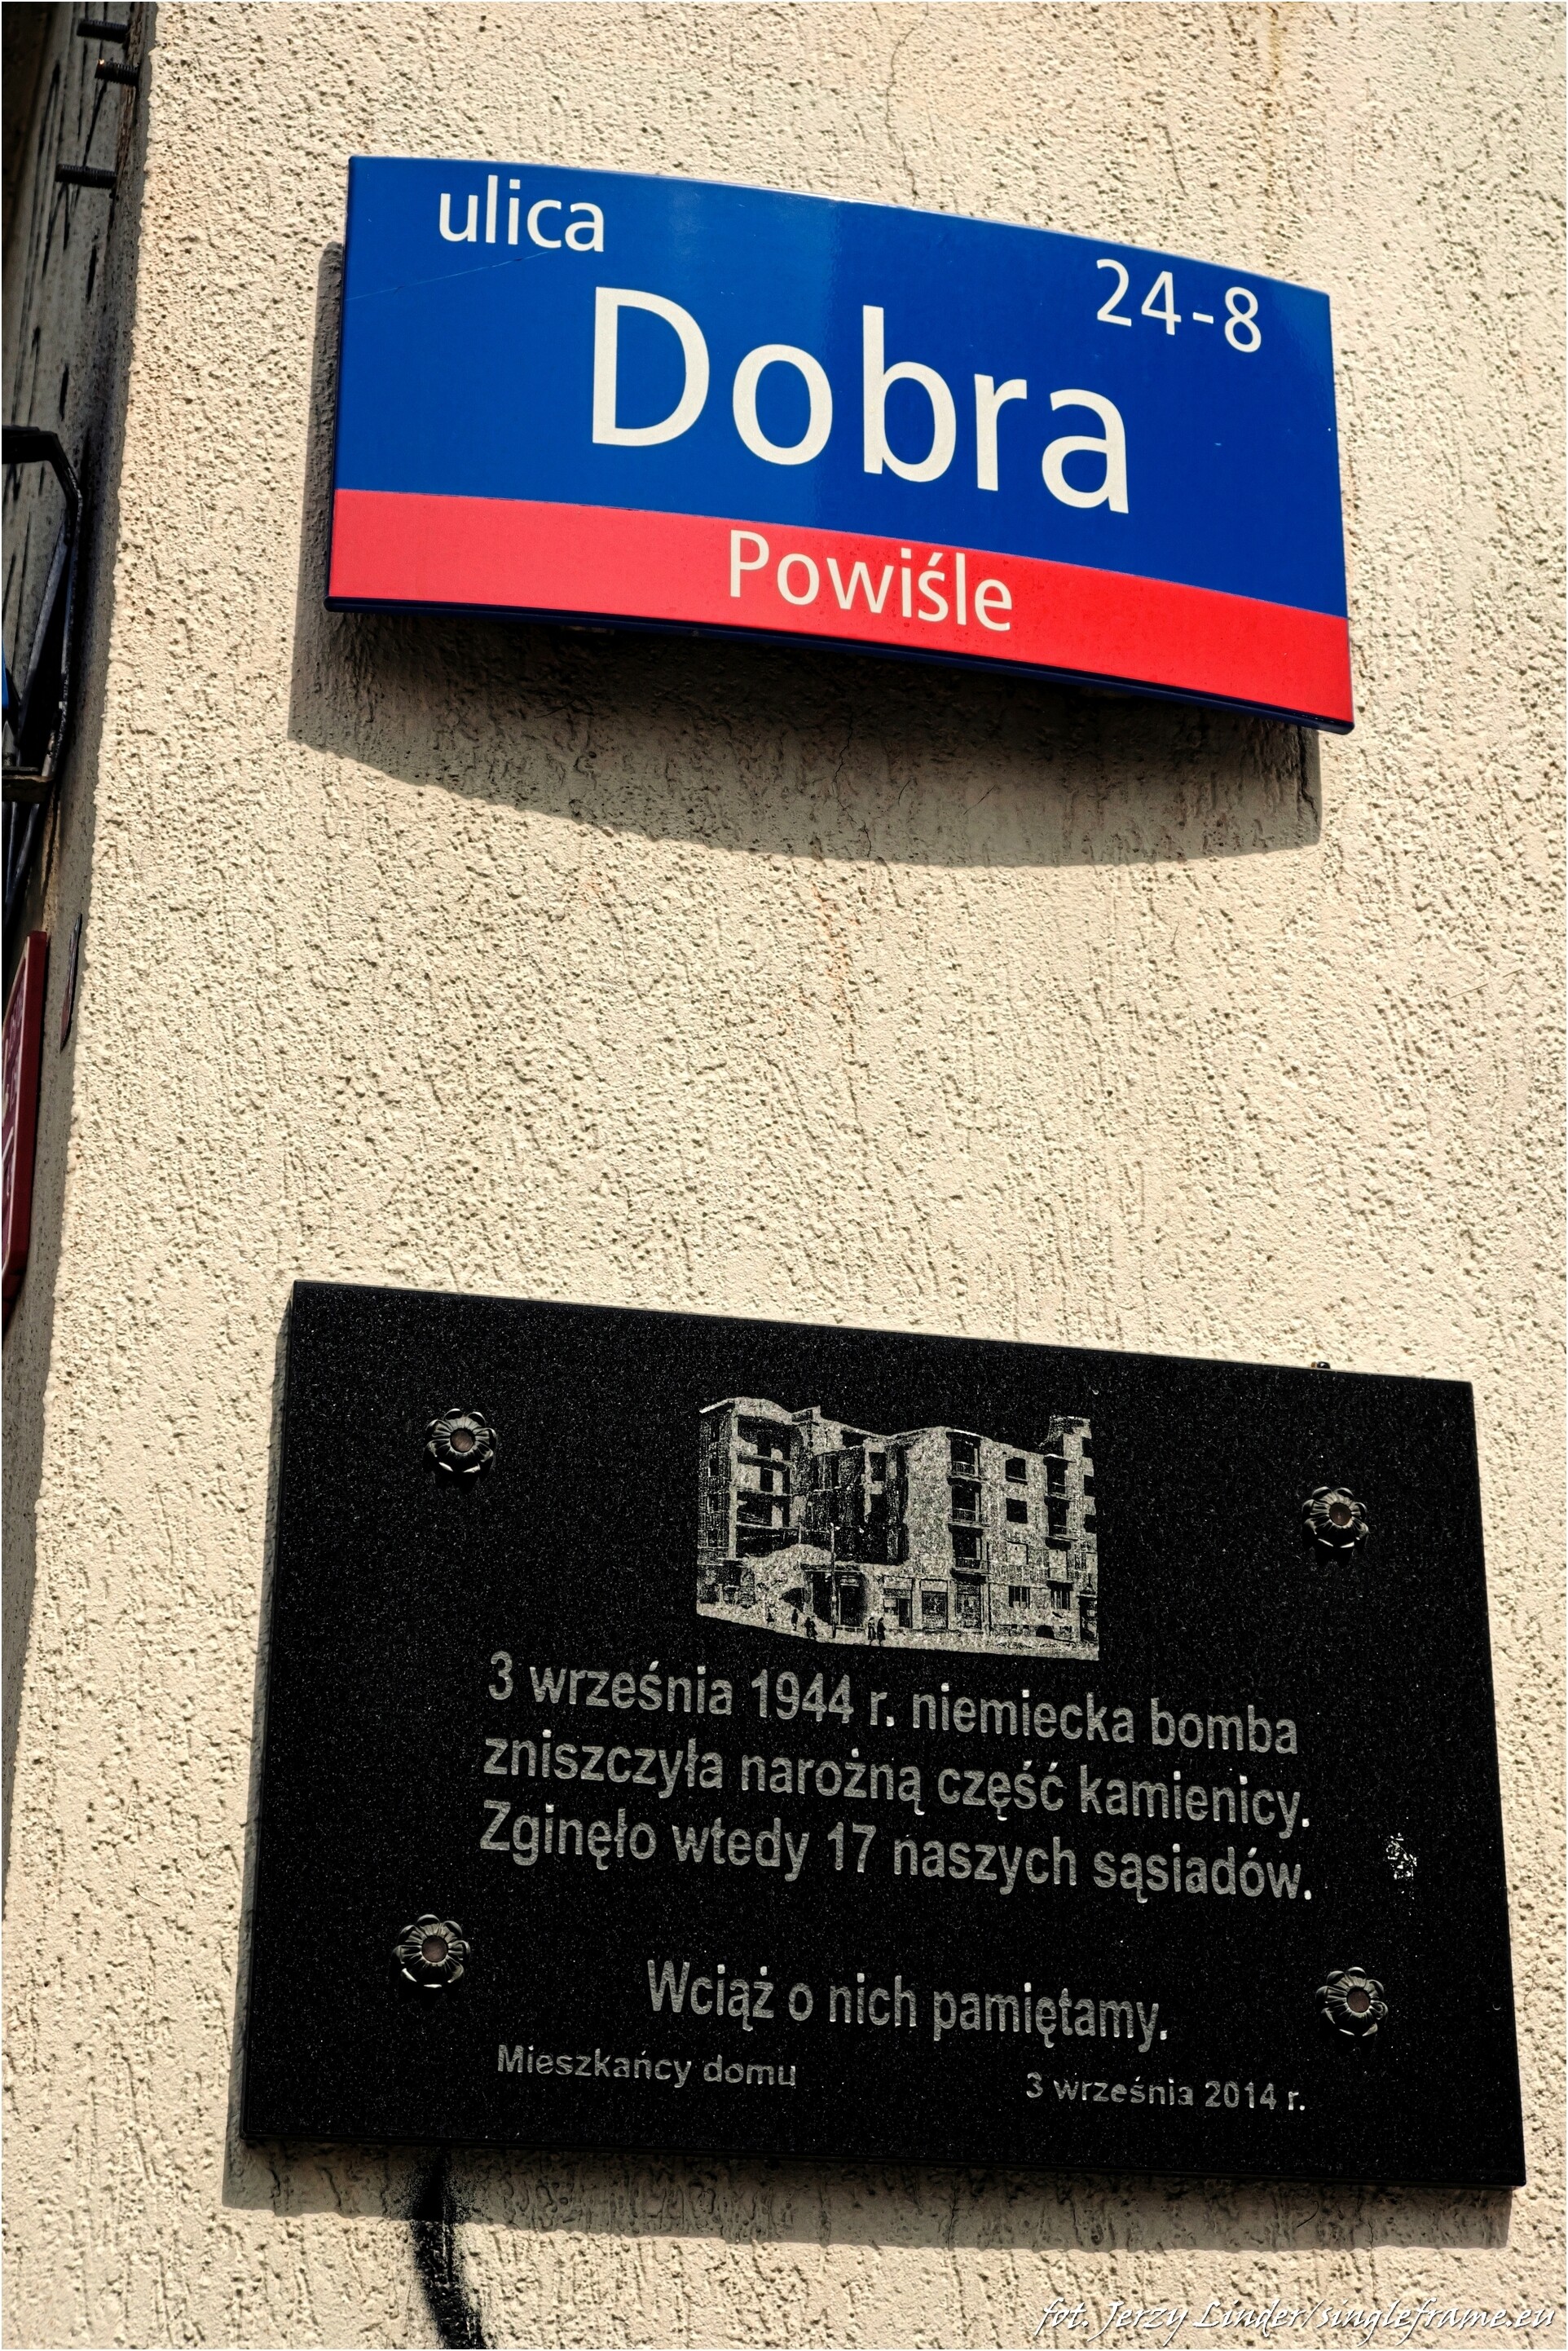 ulica
24-8
Dobra
Powiśle
3 września 1944 r. niemiecka bomba
zniszczyła narożną część kamienicy.
Zginęło wtedy 17 naszych sąsiadów.
Wciąż o nich pamiętamy.
Mieszkańcy domu 3 września 2014 r.
fot. Jerzy Linder/singleframe.eu